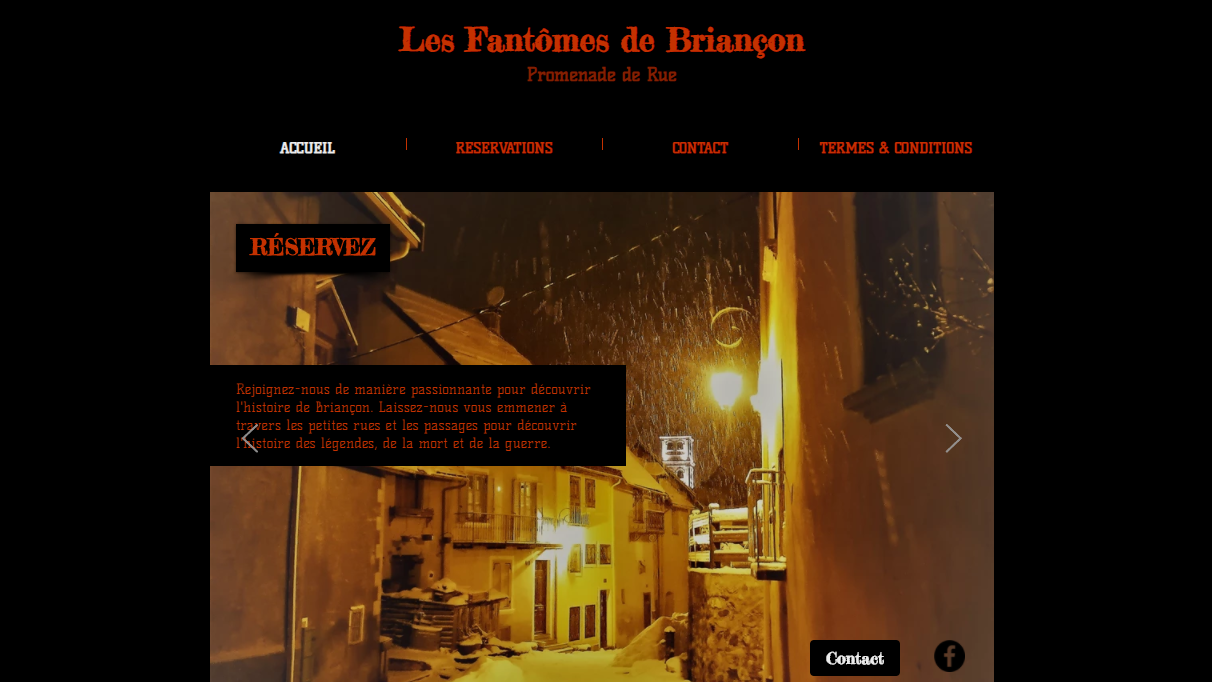 Les Fantômes de Briançon
Promenade de Rue
ACCUEIL
RESERVATIONS
CONTACT
TERMES & CONDITIONS
RÉSERVEZ
Rejoignez-nous de manière passionnante pour découvrir
l'histoire de Briançon. Laissez-nous vous emmener à
travers les petites rues et les passages pour découvrir
l'histoire des légendes, de la mort et de la guerre.
Contact